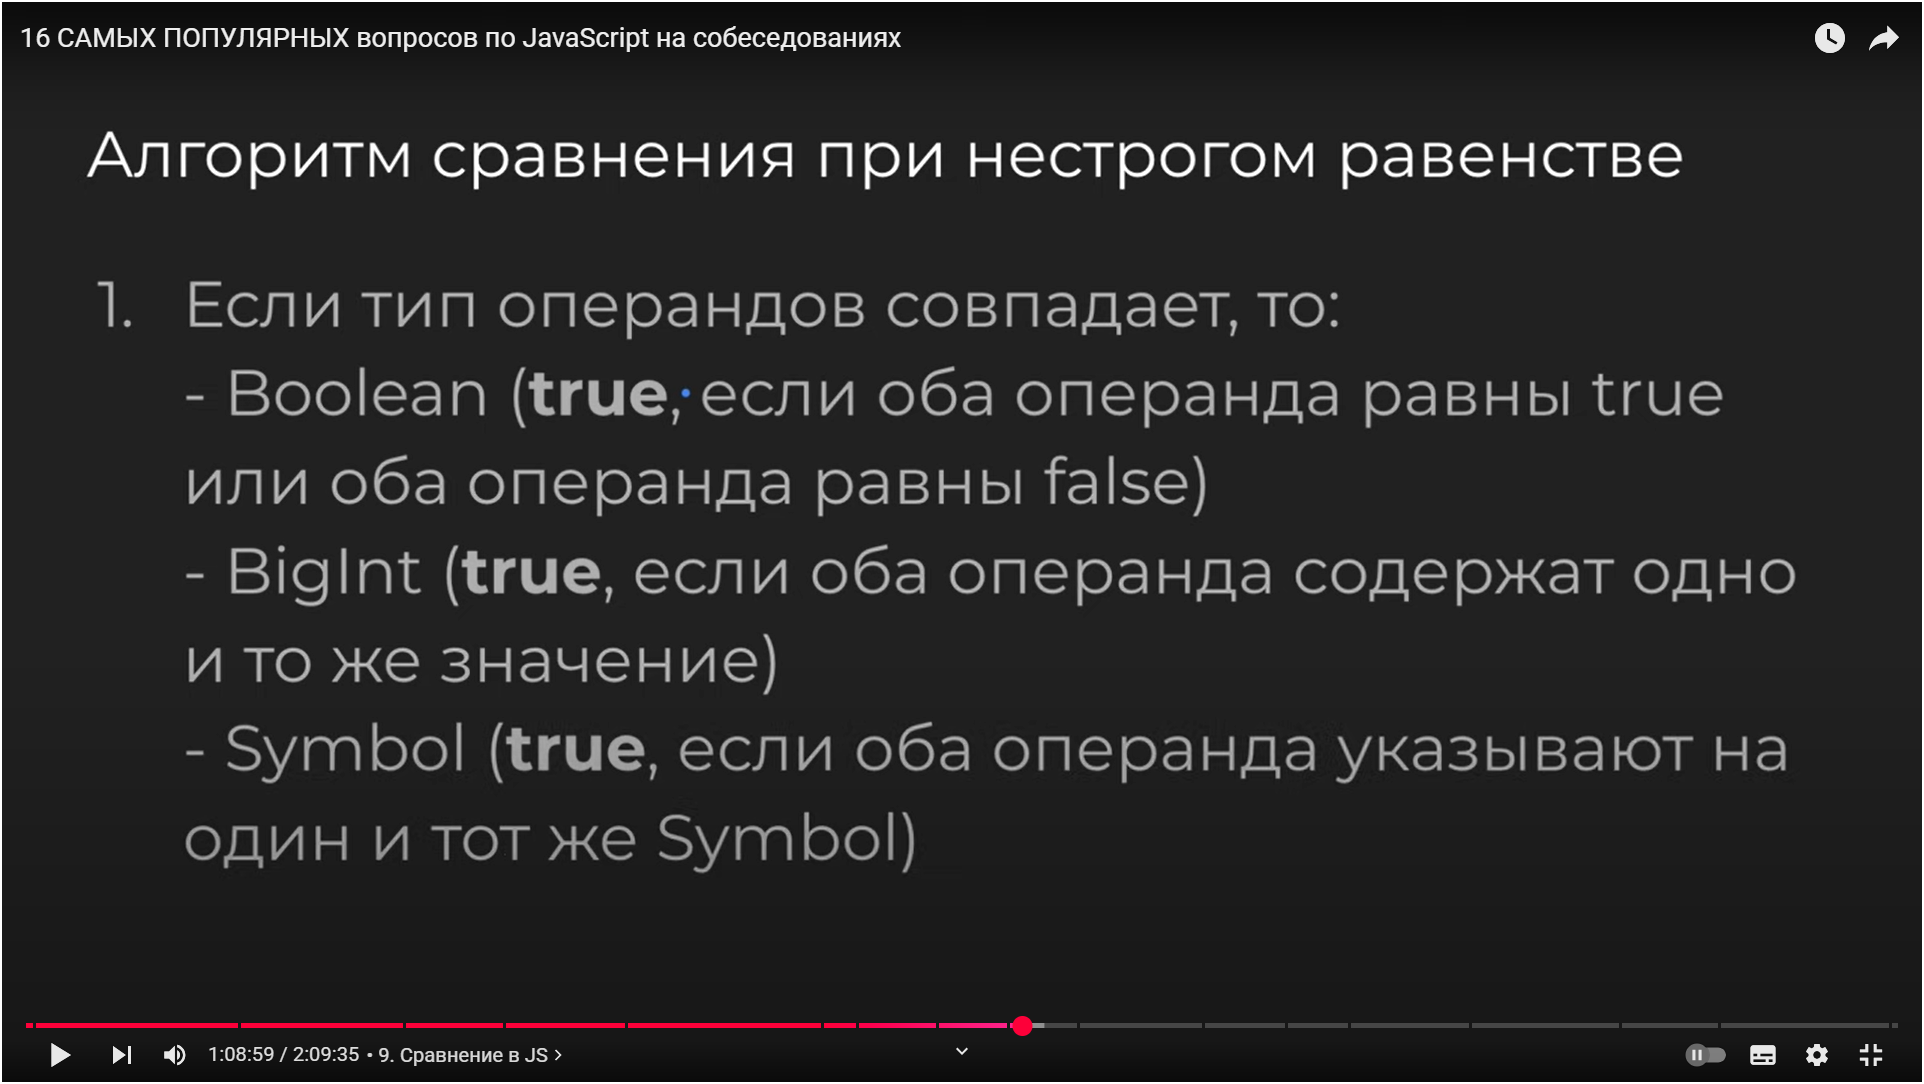 16 САМЫХ ПОПУЛЯРНЫХ вопросов по JavaScript на собеседованиях
Алгоритм сравнения при нестрогом равенстве
1. Если тип операндов совпадает, то:
- Boolean (true, если оба операнда равны true
или оба операнда равны false)
- BigInt (true, если оба операнда содержат одно
и то же значение)
- Symbol (true, если оба операнда указывают на
один и тот же Symbol)
1:08:59 / 2:09:35 • 9. Сравнение в JS